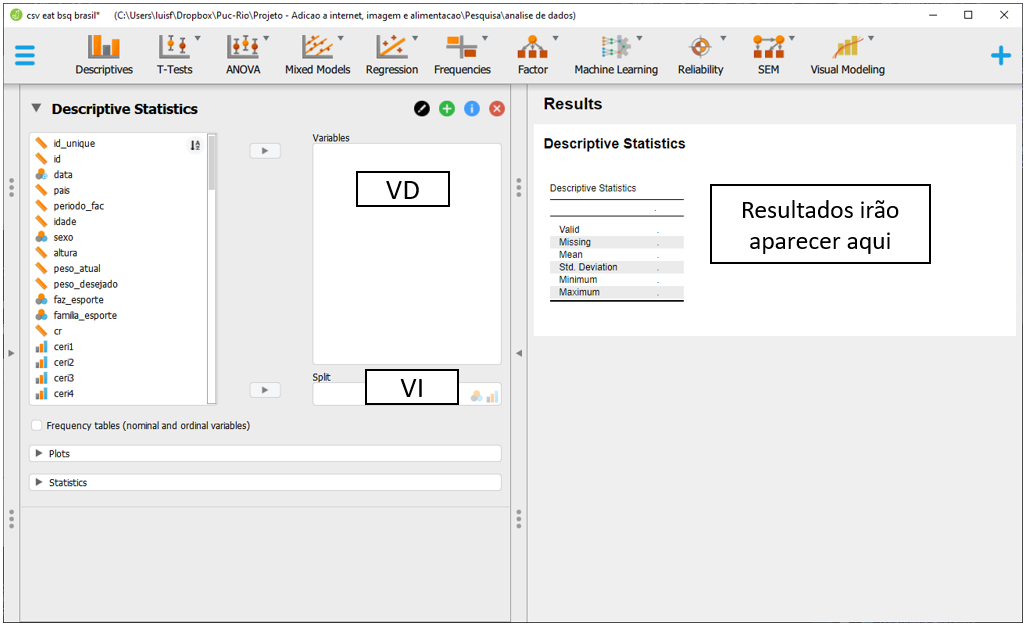 csv eat bsq brasil* (C:\Users\luisf\Dropbox\Puc-Rio\Projeto - Adicao a internet, imagem e alimentacao\Pesquisa\analise de dados)
Descriptives
T-Tests
ANOVA
Mixed Models
Regression
Frequencies
Factor
Machine Learning
Reliability
SEM
Visual Modeling
Descriptive Statistics
id_unique
id
data
pais
periodo_fac
idade
sexo
altura
peso_atual
peso_desejado
faz_esporte
familia_esporte
cr
ceri1
ceri2
ceri3
ceri4
Variables
VD
Split
VI
Frequency tables (nominal and ordinal variables)
Plots
Statistics
Results
Descriptive Statistics
Descriptive Statistics
.
Valid .
Missing .
Mean .
Std. Deviation .
Minimum .
Maximum .
Resultados irão
aparecer aqui